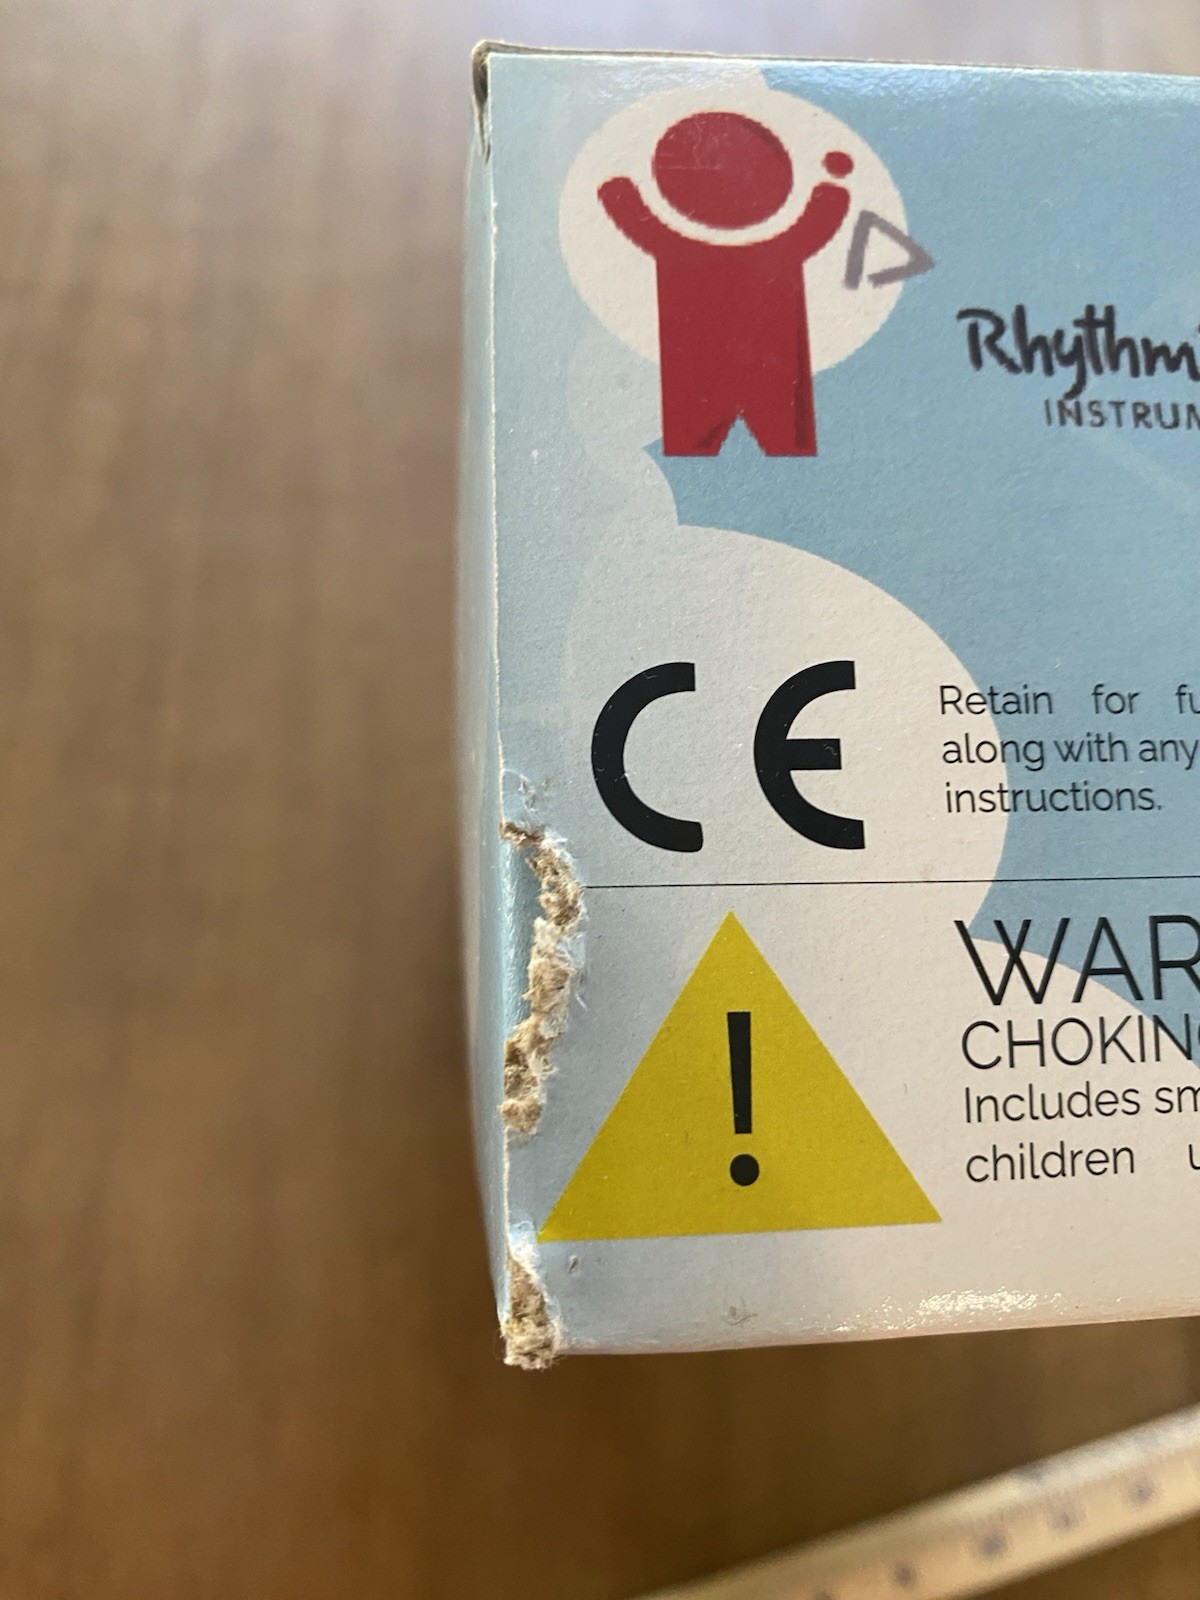 Rhythm
INSTRUM
CE
Retain for fu
along with any
instructions.
WAR
CHOKING
Includes sm
children u
!